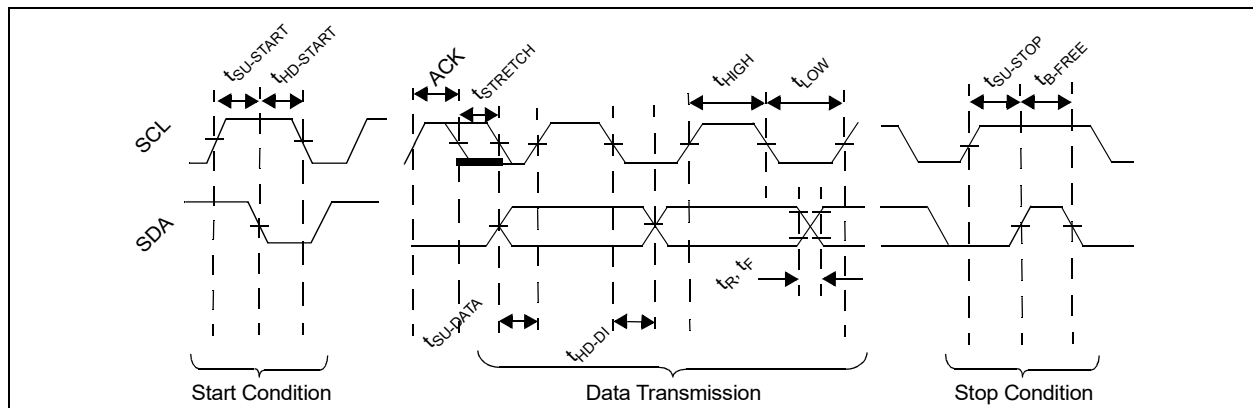 tSU-START
tHD-START
ACK
tSTRETCH
tHIGH
tLOW
tSU-STOP
tB-FREE
SCL
SDA
tSU-DATA
tHD-DI
tR, tF
Start Condition
Data Transmission
Stop Condition